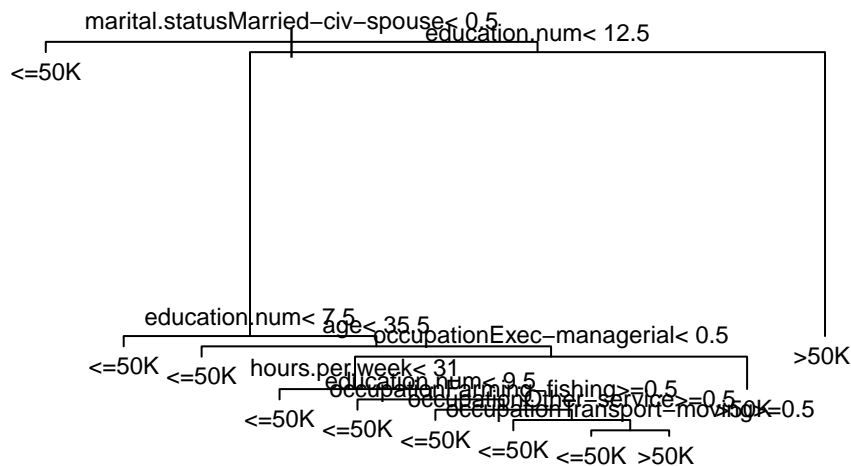 marital.statusMarried−civ−spouse< 0.5
education.num< 12.5
<=50K
education.num< 7.5
age< 35.5
occupationExec−managerial< 0.5
<=50K
<=50K
>50K
hours.per.week< 31
education.num< 9.5
occupationFarming−fishing>=0.5
occupationOther−service>=0.5
occupationTransport−moving>=0.5
>50K
<=50K
<=50K
<=50K
<=50K
<=50K
>50K